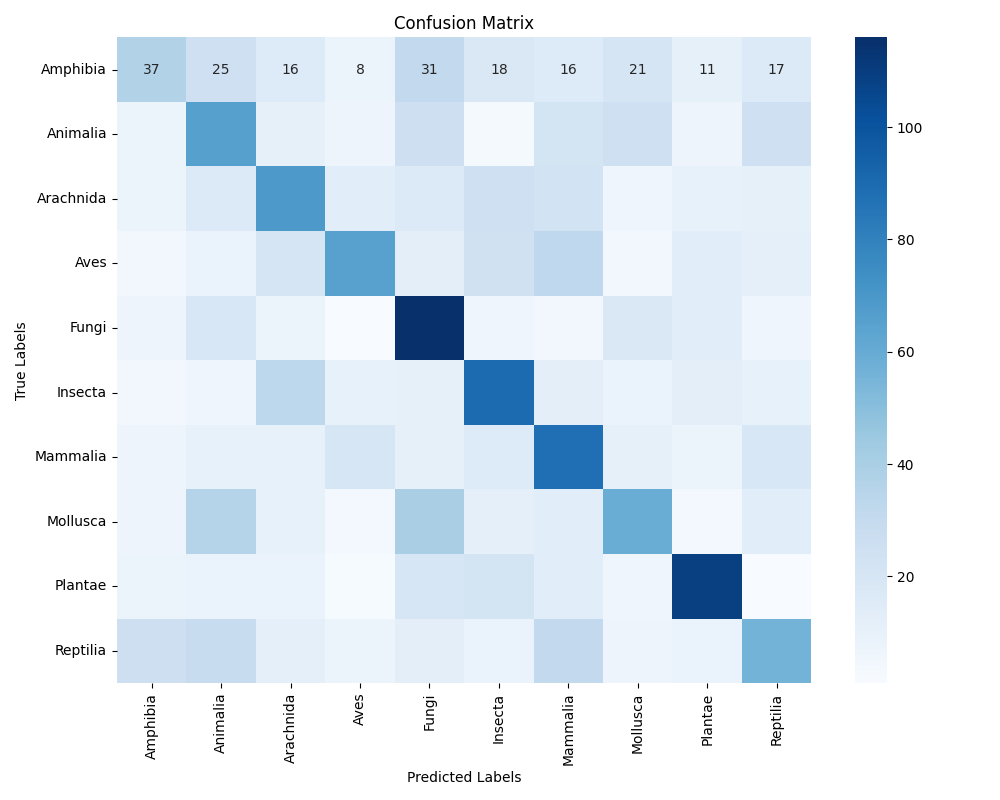 Confusion Matrix
Amphibia 37 25 16 8 31 18 16 21 11 17
Animalia
Arachnida
Aves
Fungi
Insecta
Mammalia
Mollusca
Plantae
Reptilia
True Labels
Amphibia Animalia Arachnida Aves Fungi Insecta Mammalia Mollusca Plantae Reptilia
Predicted Labels
100
80
60
40
20